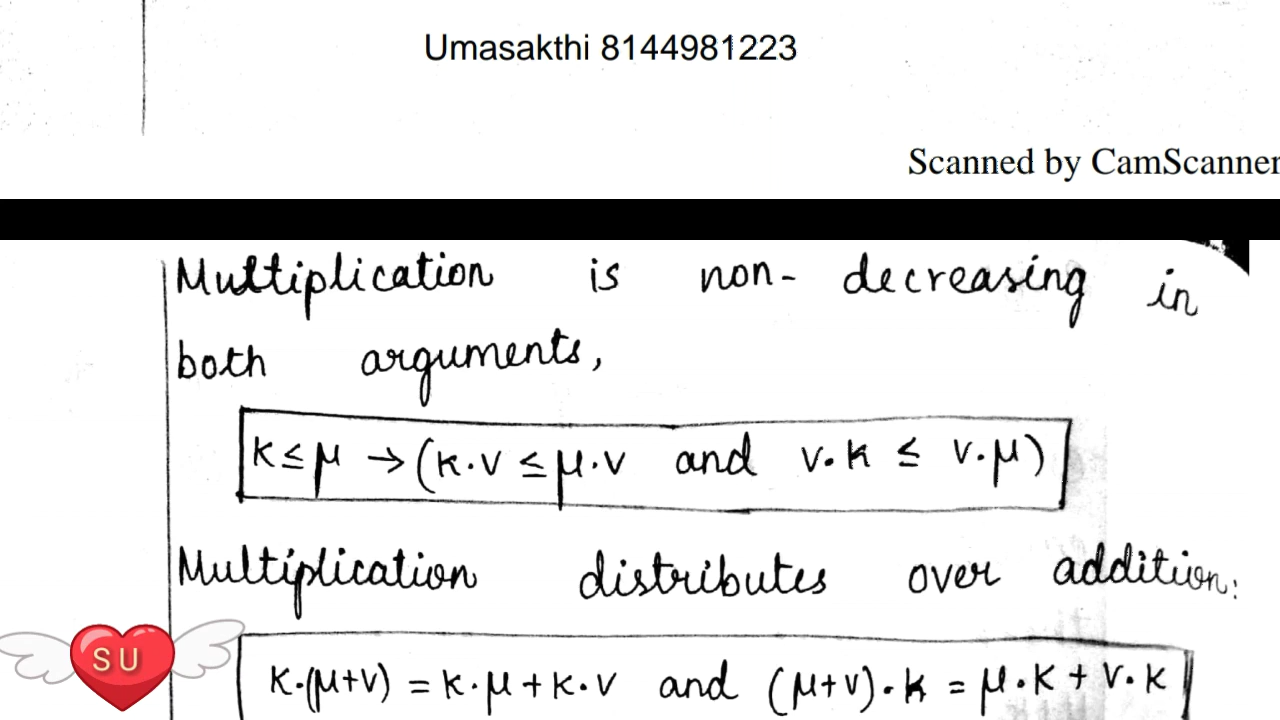 Umasakthi 8144981223
Scanned by CamScanner
Multiplication is non- decreasing in
both arguments,
K ≤ μ → (K·ν ≤ μ·ν and ν·K ≤ ν·μ)
Multiplication distributes over addition:
K·(μ+ν) = K·μ + K·ν and (μ+ν)·K = μ·K + ν·K
SU